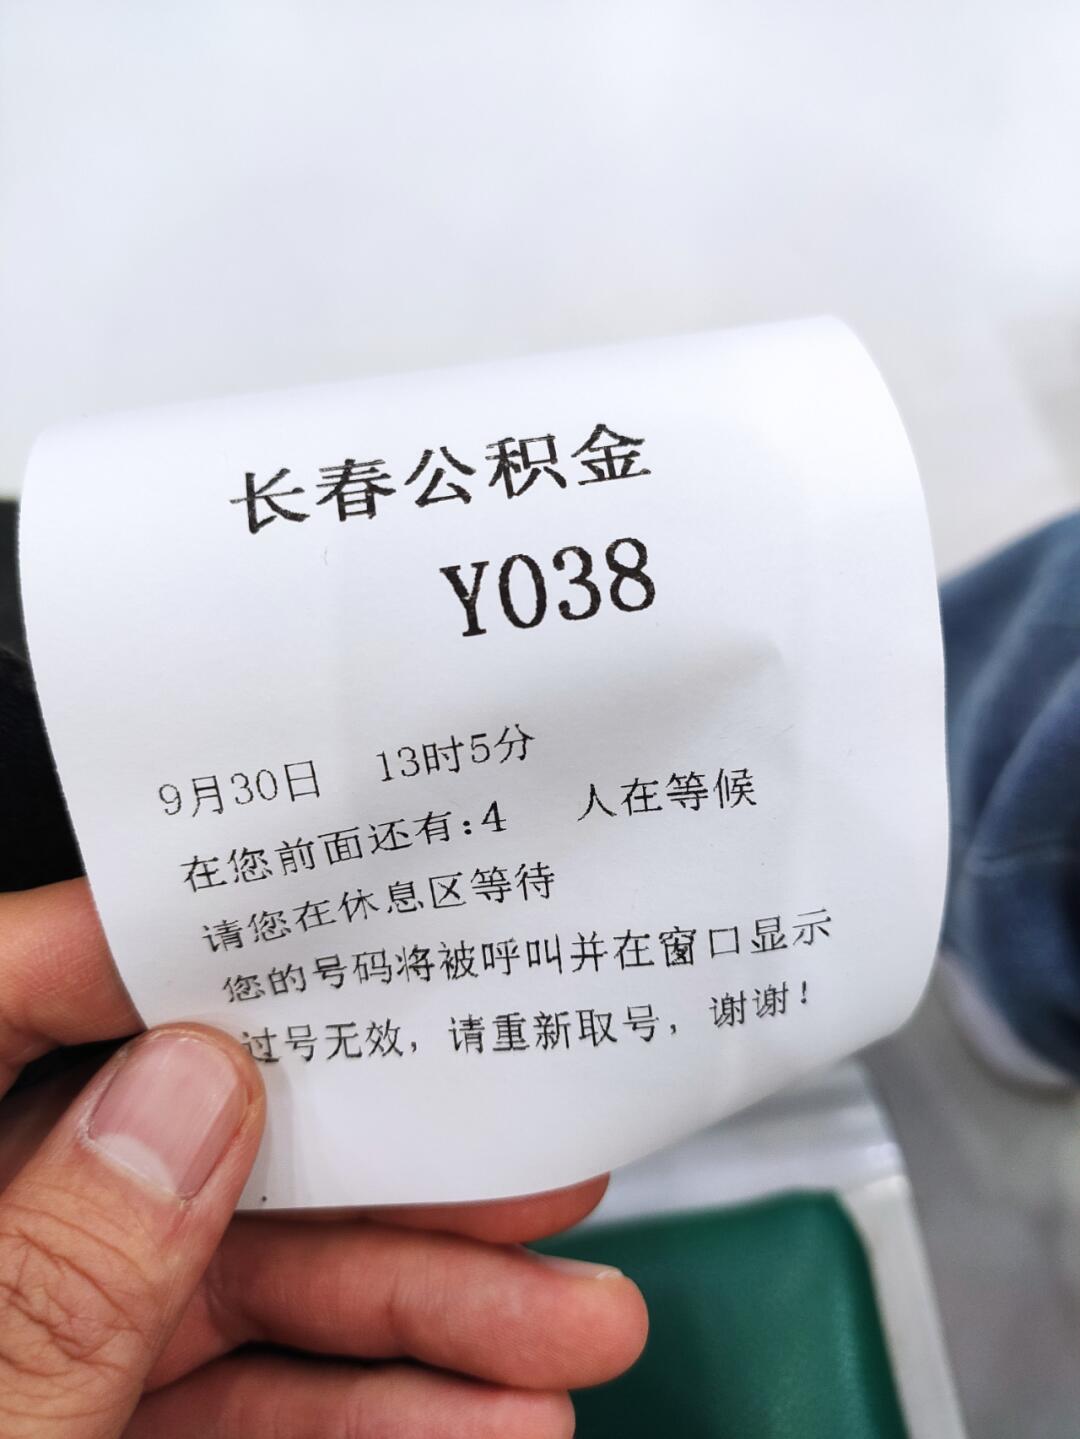 长春公积金
Y038
9月30日 13时5分
在您前面还有:4 人在等候
请您在休息区等待
您的号码将被呼叫并在窗口显示
过号无效，请重新取号，谢谢！